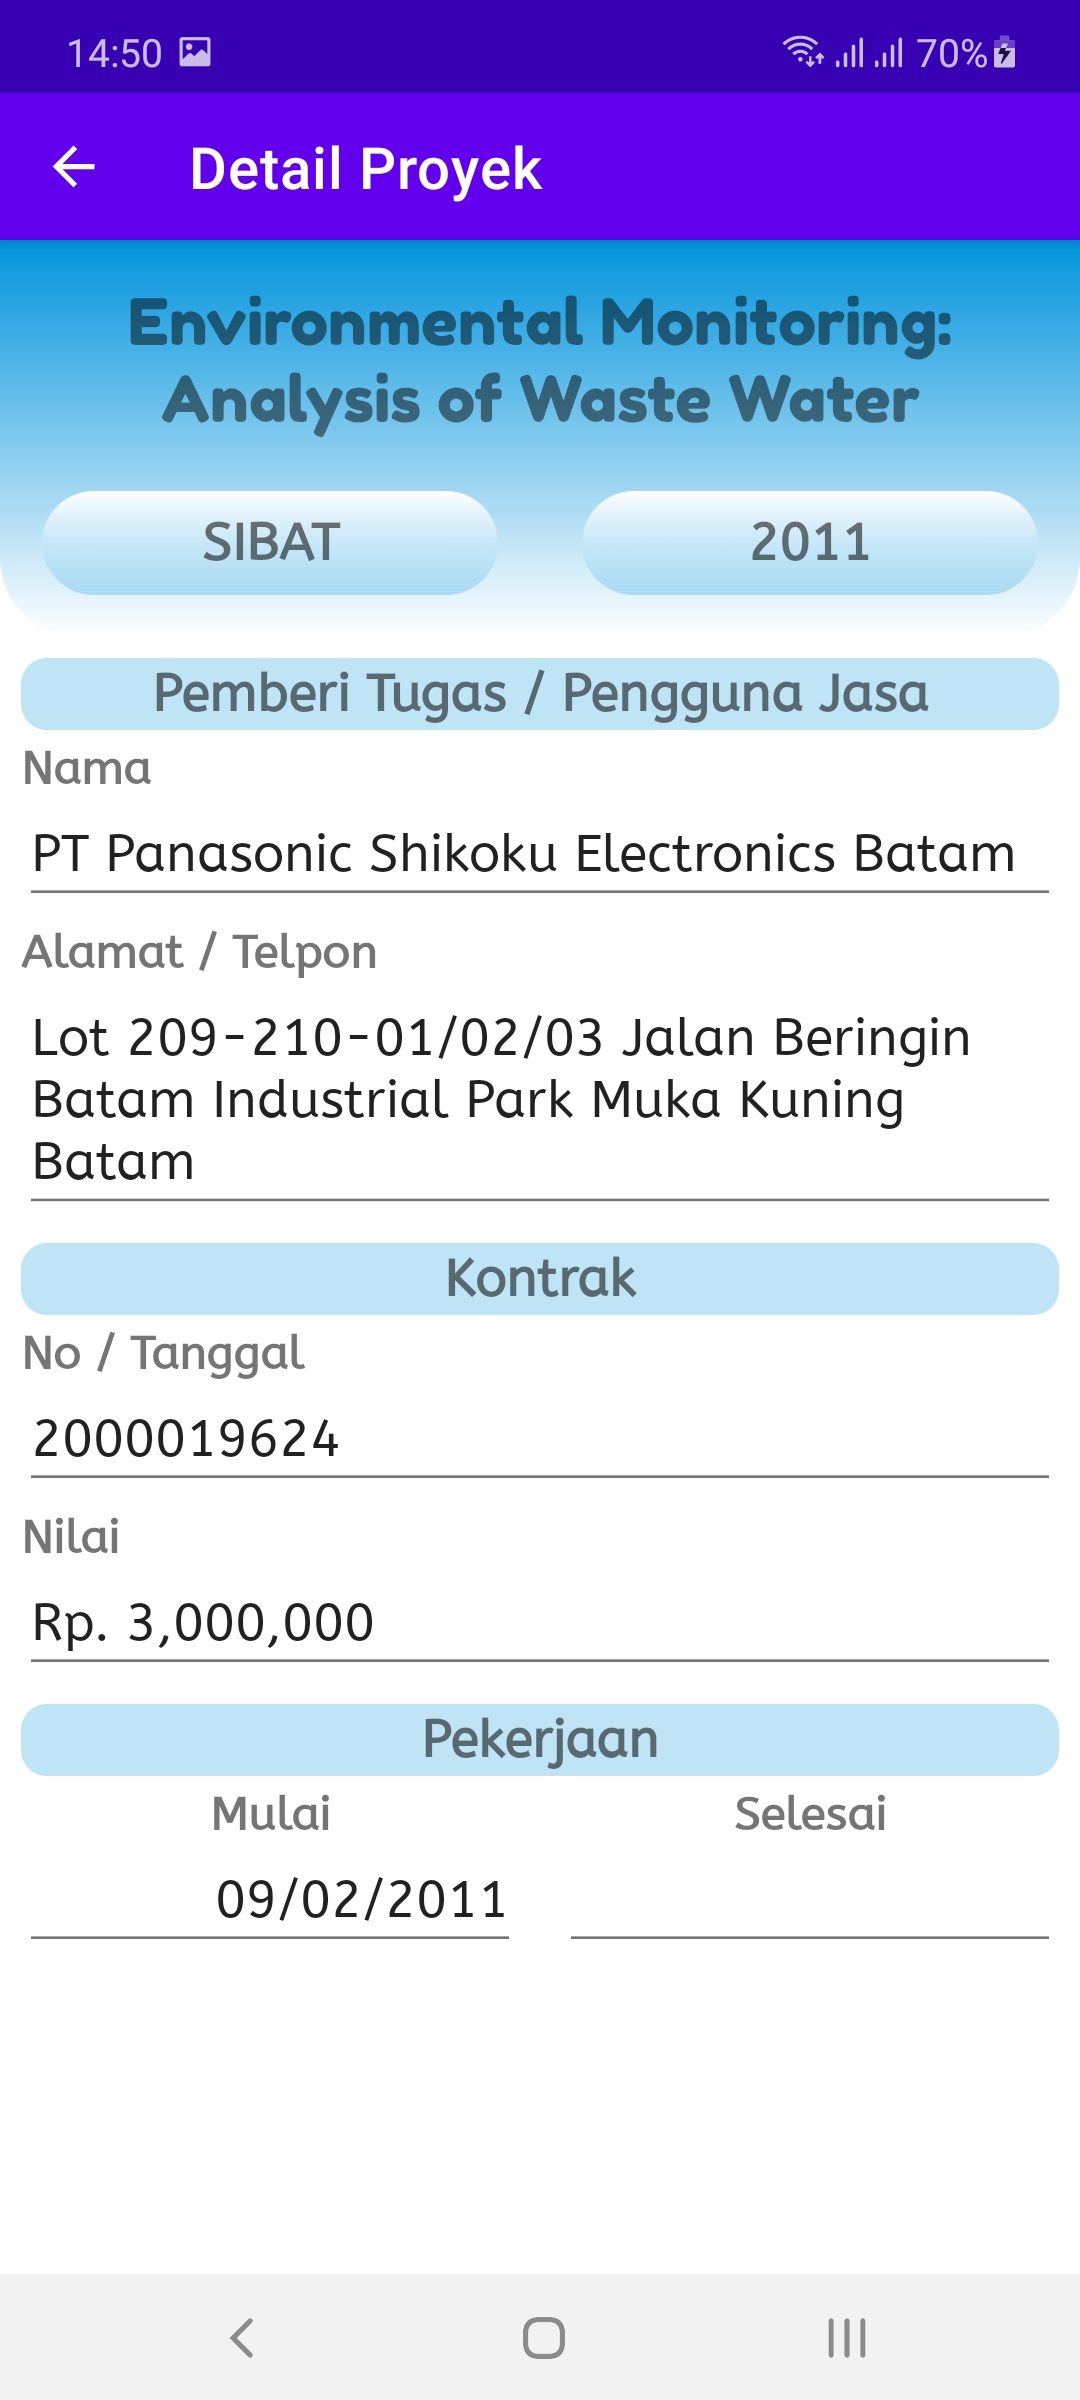 14:50
70%
Detail Proyek
Environmental Monitoring:
Analysis of Waste Water
SIBAT
2011
Pemberi Tugas / Pengguna Jasa
Nama
PT Panasonic Shikoku Electronics Batam
Alamat / Telpon
Lot 209-210-01/02/03 Jalan Beringin
Batam Industrial Park Muka Kuning
Batam
Kontrak
No / Tanggal
2000019624
Nilai
Rp. 3,000,000
Pekerjaan
Mulai
Selesai
09/02/2011